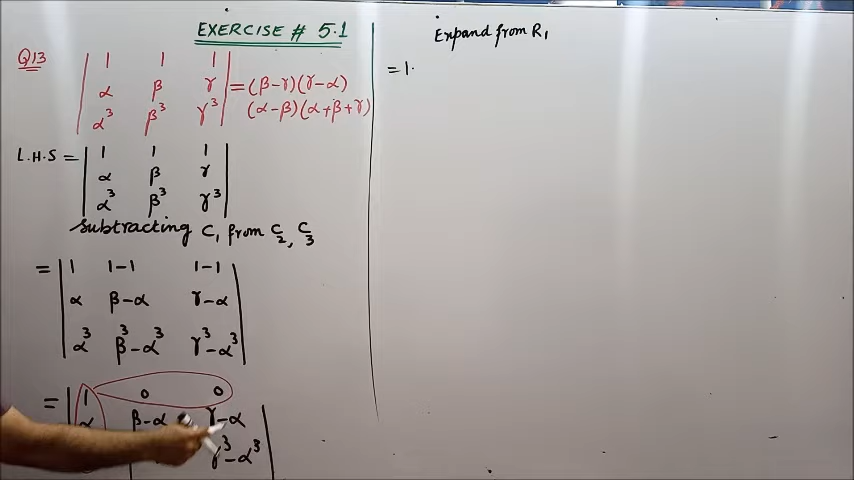 EXERCISE # 5.1
Q13
| 1 1 1 |
| α β γ | = (β-γ)(γ-α)
| α³ β³ γ³ | (α-β)(α+β+γ)
L.H.S = | 1 1 1 |
| α β γ |
| α³ β³ γ³ |
Subtracting C₁ from C₂, C₃
= | 1 1-1 1-1 |
| α β-α γ-α |
| α³ β³-α³ γ³-α³ |
= | 1 0 0
α β-α γ-α |
γ³-α³ |
Expand from R₁
= 1·